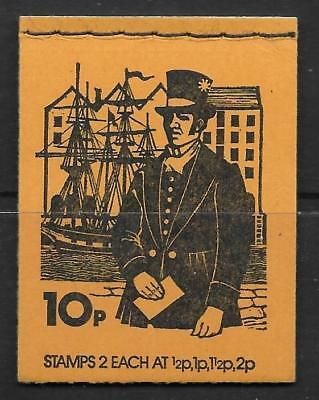 10p
STAMPS 2 EACH AT ½p,1p,1½p,2p